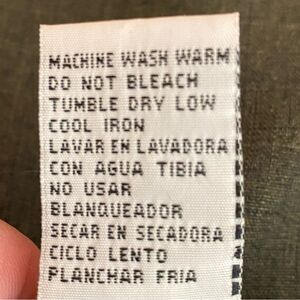 MACHINE WASH WARM
DO NOT BLEACH
TUMBLE DRY LOW
COOL IRON
LAVAR EN LAVADORA
CON AGUA TIBIA
NO USAR
BLANQUEADOR
SECAR EN SECADORA
CICLO LENTO
PLANCHAR FRIA